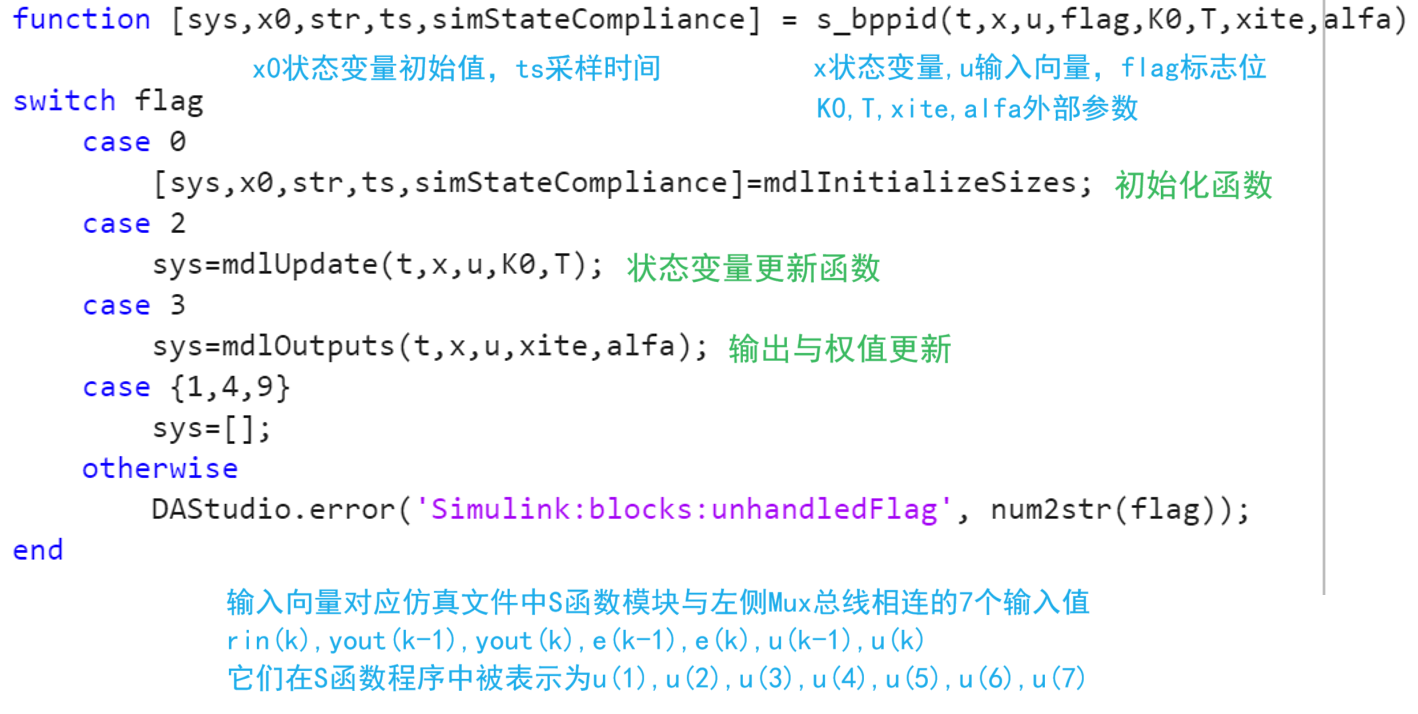 function [sys,x0,str,ts,simStateCompliance] = s_bppid(t,x,u,flag,K0,T,xite,alfa)
x0状态变量初始值，ts采样时间
x状态变量,u输入向量，flag标志位
switch flag
K0,T,xite,alfa外部参数
case 0
[sys,x0,str,ts,simStateCompliance]=mdlInitializeSizes; 初始化函数
case 2
sys=mdlUpdate(t,x,u,K0,T); 状态变量更新函数
case 3
sys=mdlOutputs(t,x,u,xite,alfa); 输出与权值更新
case {1,4,9}
sys=[];
otherwise
DAStudio.error('Simulink:blocks:unhandledFlag', num2str(flag));
end
输入向量对应仿真文件中S函数模块与左侧Mux总线相连的7个输入值
rin(k),yout(k-1),yout(k),e(k-1),e(k),u(k-1),u(k)
它们在S函数程序中被表示为u(1),u(2),u(3),u(4),u(5),u(6),u(7)